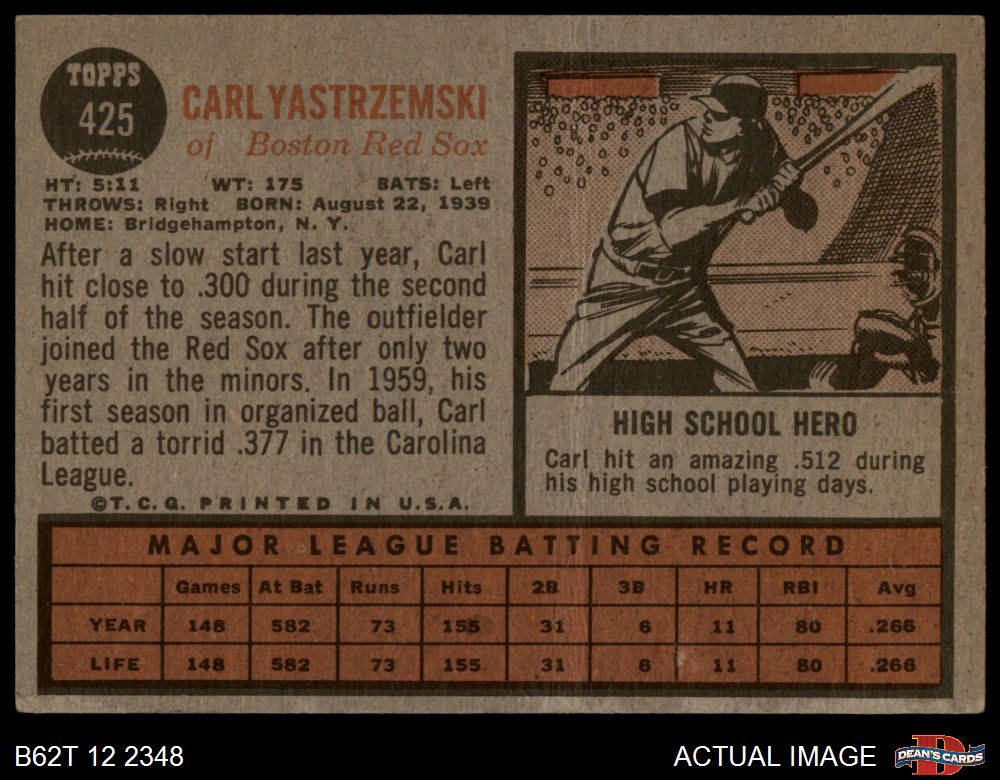 TOPPS
425
CARL YASTRZEMSKI
of Boston Red Sox
HT: 5:11 WT: 175 BATS: Left
THROWS: Right BORN: August 22, 1939
HOME: Bridgehampton, N. Y.
After a slow start last year, Carl
hit close to .300 during the second
half of the season. The outfielder
joined the Red Sox after only two
years in the minors. In 1959, his
first season in organized ball, Carl
batted a torrid .377 in the Carolina
League.
©T.C.G. PRINTED IN U.S.A.
HIGH SCHOOL HERO
Carl hit an amazing .512 during
his high school playing days.
MAJOR LEAGUE BATTING RECORD
Games At Bat Runs Hits 2B 3B HR RBI Avg
YEAR 148 582 73 155 31 6 11 80 .266
LIFE 148 582 73 155 31 6 11 80 .266
B62T 12 2348
ACTUAL IMAGE
DEAN'S CARDS